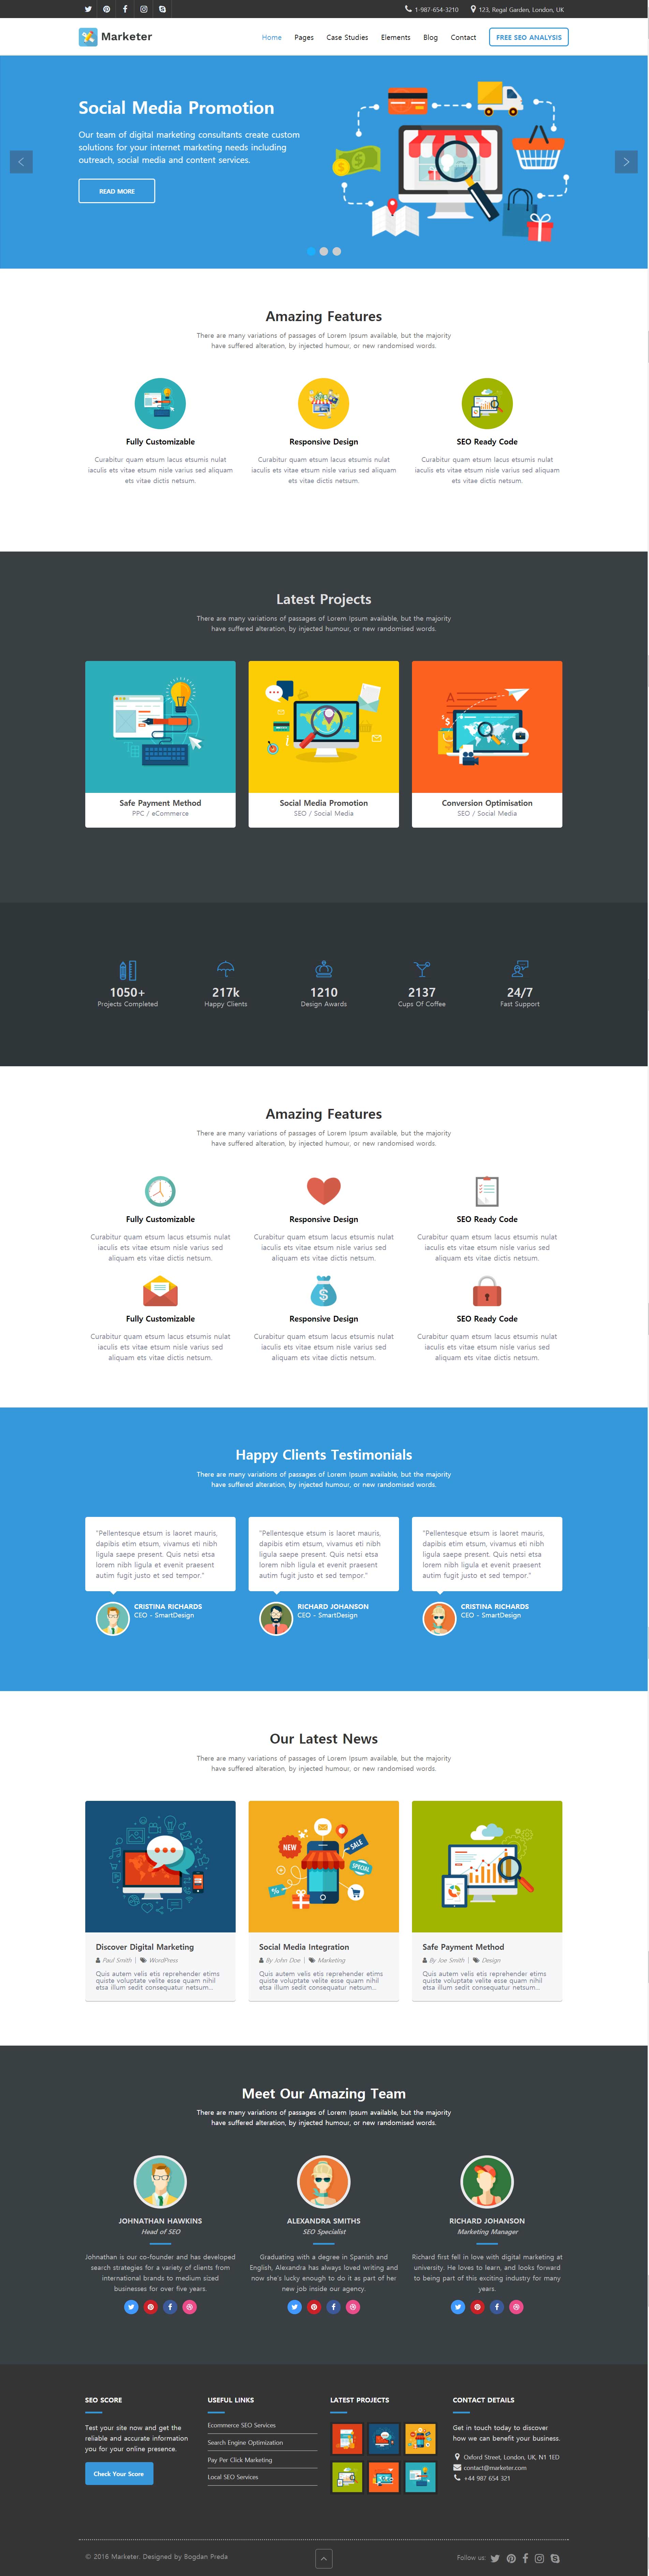 1-987-654-3210 123, Regal Garden, London, UK
Marketer Home Pages Case Studies Elements Blog Contact FREE SEO ANALYSIS
Social Media Promotion
Our team of digital marketing consultants create custom
solutions for your internet marketing needs including
outreach, social media and content services.
READ MORE
Amazing Features
There are many variations of passages of Lorem Ipsum available, but the majority
have suffered alteration, by injected humour, or new randomised words.
Fully Customizable
Curabitur quam etsum lacus etsumis nulat
iaculis ets vitae etsum nisle varius sed aliquam
ets vitae dictis netsum.
Responsive Design
Curabitur quam etsum lacus etsumis nulat
iaculis ets vitae etsum nisle varius sed aliquam
ets vitae dictis netsum.
SEO Ready Code
Curabitur quam etsum lacus etsumis nulat
iaculis ets vitae etsum nisle varius sed aliquam
ets vitae dictis netsum.
Latest Projects
There are many variations of passages of Lorem Ipsum available, but the majority
have suffered alteration, by injected humour, or new randomised words.
Safe Payment Method
PPC / eCommerce
Social Media Promotion
SEO / Social Media
Conversion Optimisation
SEO / Social Media
1050+
Projects Completed
217k
Happy Clients
1210
Design Awards
2137
Cups Of Coffee
24/7
Fast Support
Amazing Features
There are many variations of passages of Lorem Ipsum available, but the majority
have suffered alteration, by injected humour, or new randomised words.
Fully Customizable
Curabitur quam etsum lacus etsumis nulat
iaculis ets vitae etsum nisle varius sed
aliquam ets vitae dictis netsum.
Responsive Design
Curabitur quam etsum lacus etsumis nulat
iaculis ets vitae etsum nisle varius sed
aliquam ets vitae dictis netsum.
SEO Ready Code
Curabitur quam etsum lacus etsumis nulat
iaculis ets vitae etsum nisle varius sed
aliquam ets vitae dictis netsum.
Fully Customizable
Curabitur quam etsum lacus etsumis nulat
iaculis ets vitae etsum nisle varius sed
aliquam ets vitae dictis netsum.
Responsive Design
Curabitur quam etsum lacus etsumis nulat
iaculis ets vitae etsum nisle varius sed
aliquam ets vitae dictis netsum.
SEO Ready Code
Curabitur quam etsum lacus etsumis nulat
iaculis ets vitae etsum nisle varius sed
aliquam ets vitae dictis netsum.
Happy Clients Testimonials
There are many variations of passages of Lorem Ipsum available, but the majority
have suffered alteration, by injected humour, or new randomised words.
"Pellentesque etsum is laoret mauris,
dapibis etim etsum, vivamus eti nibh
ligula saepe present. Quis netsi etsa
lorem nibh ligula et evenit praesent
autim fugit justo et sed tempor."
CRISTINA RICHARDS
CEO - SmartDesign
"Pellentesque etsum is laoret mauris,
dapibis etim etsum, vivamus eti nibh
ligula saepe present. Quis netsi etsa
lorem nibh ligula et evenit praesent
autim fugit justo et sed tempor."
RICHARD JOHANSON
CEO - SmartDesign
"Pellentesque etsum is laoret mauris,
dapibis etim etsum, vivamus eti nibh
ligula saepe present. Quis netsi etsa
lorem nibh ligula et evenit praesent
autim fugit justo et sed tempor."
CRISTINA RICHARDS
CEO - SmartDesign
Our Latest News
There are many variations of passages of Lorem Ipsum available, but the majority
have suffered alteration, by injected humour, or new randomised words.
Discover Digital Marketing
Paul Smith | WordPress
Quis autem velis etis reprehender etims
quiste voluptate velite esse quam nihil
etsa illum sedit consequatur netsum...
NEW
SALE
SPECIAL
%
Social Media Integration
By John Doe | Marketing
Quis autem velis etis reprehender etims
quiste voluptate velite esse quam nihil
etsa illum sedit consequatur netsum...
Safe Payment Method
By Joe Smith | Design
Quis autem velis etis reprehender etims
quiste voluptate velite esse quam nihil
etsa illum sedit consequatur netsum...
Meet Our Amazing Team
There are many variations of passages of Lorem Ipsum available, but the majority
have suffered alteration, by injected humour, or new randomised words.
JOHNATHAN HAWKINS
Head of SEO
Johnathan is our co-founder and has developed
search strategies for a variety of clients from
international brands to medium sized
businesses for over five years.
ALEXANDRA SMITHS
SEO Specialist
Graduating with a degree in Spanish and
English, Alexandra has always loved writing and
now she's lucky enough to do it as part of her
new job inside our agency.
RICHARD JOHANSON
Marketing Manager
Richard first fell in love with digital marketing at
university. He loves to learn, and looks forward
to being part of this exciting industry for many
years.
SEO SCORE
Test your site now and get the
reliable and accurate information
you for your online presence.
Check Your Score
USEFUL LINKS
Ecommerce SEO Services
Search Engine Optimization
Pay Per Click Marketing
Local SEO Services
LATEST PROJECTS
CONTACT DETAILS
Get in touch today to discover
how we can benefit your business.
Oxford Street, London, UK, N1 1ED
contact@marketer.com
+44 987 654 321
© 2016 Marketer. Designed by Bogdan Preda
Follow us: